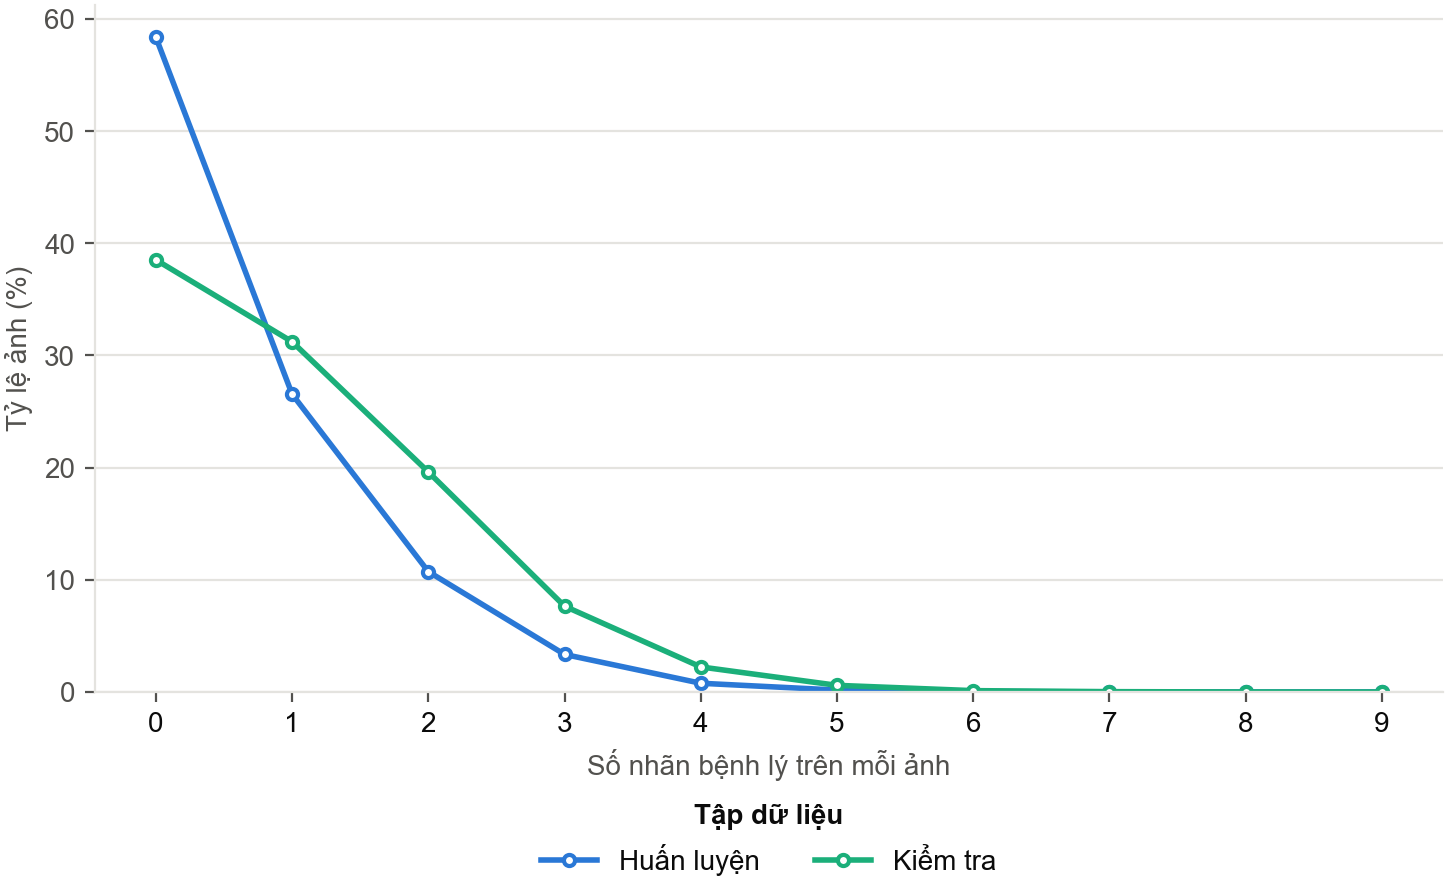 60
50
40
30
20
10
0
Tỷ lệ ảnh (%)
0 1 2 3 4 5 6 7 8 9
Số nhãn bệnh lý trên mỗi ảnh
Tập dữ liệu
Huấn luyện Kiểm tra